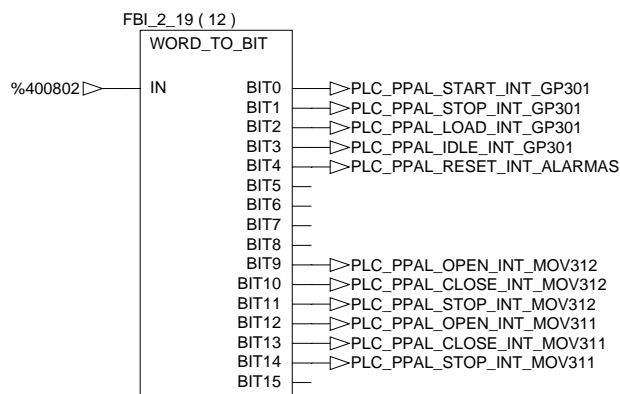 FBI_2_19 ( 12 )
WORD_TO_BIT
%400802 IN BIT0 PLC_PPAL_START_INT_GP301
BIT1 PLC_PPAL_STOP_INT_GP301
BIT2 PLC_PPAL_LOAD_INT_GP301
BIT3 PLC_PPAL_IDLE_INT_GP301
BIT4 PLC_PPAL_RESET_INT_ALARMAS
BIT5
BIT6
BIT7
BIT8
BIT9 PLC_PPAL_OPEN_INT_MOV312
BIT10 PLC_PPAL_CLOSE_INT_MOV312
BIT11 PLC_PPAL_STOP_INT_MOV312
BIT12 PLC_PPAL_OPEN_INT_MOV311
BIT13 PLC_PPAL_CLOSE_INT_MOV311
BIT14 PLC_PPAL_STOP_INT_MOV311
BIT15